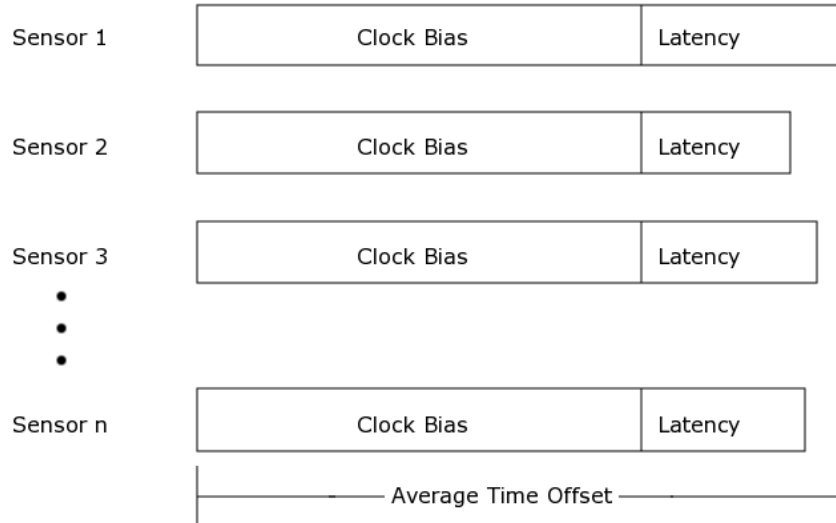 Sensor 1 Clock Bias Latency
Sensor 2 Clock Bias Latency
Sensor 3 Clock Bias Latency
Sensor n Clock Bias Latency
Average Time Offset